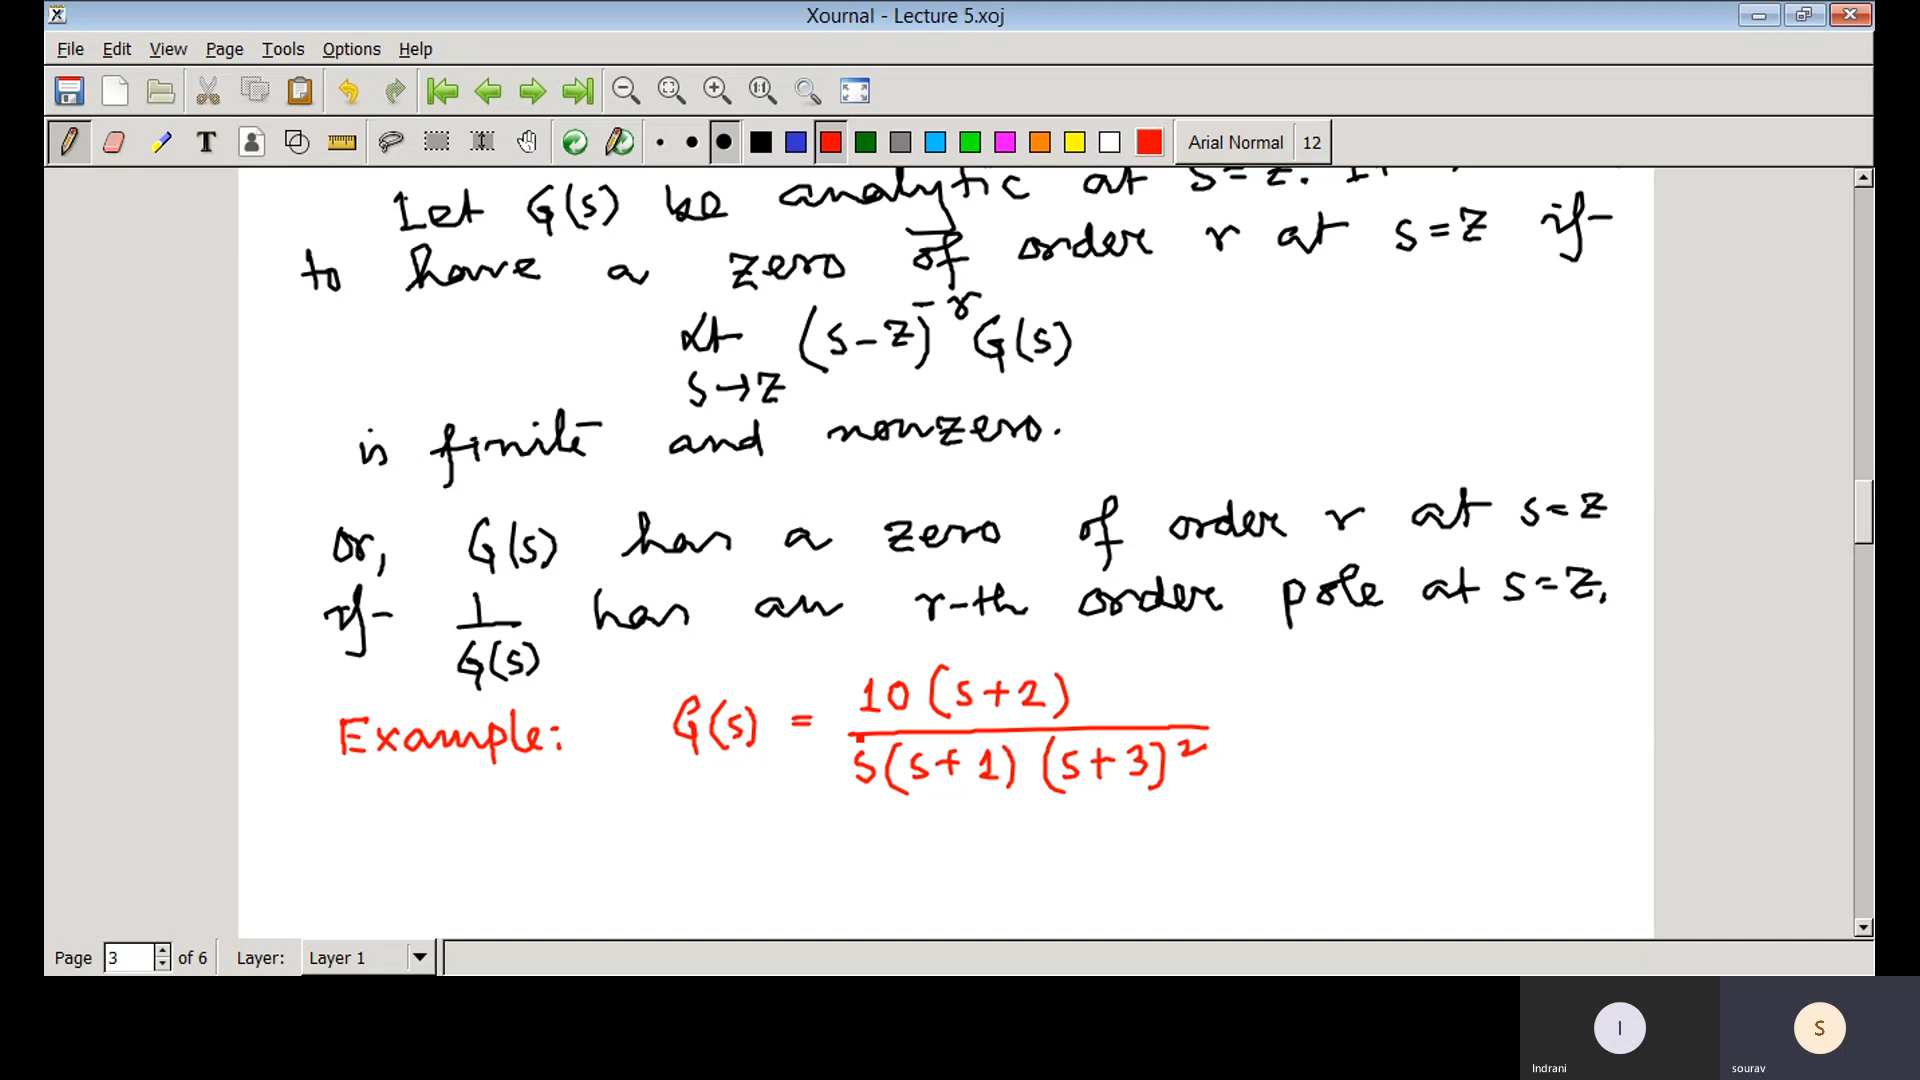 Xournal - Lecture 5.xoj
File Edit View Page Tools Options Help
Arial Normal 12
Let G(s) be analytic at s = z.
to have a zero of order r at s = z if
Lt (s-z)^{-r} G(s)
s→z
is finite and nonzero.
or, G(s) has a zero of order r at s = z
if 1/G(s) has an r-th order pole at s = z.
Example: G(s) = 10(s+2) / s(s+1)(s+3)^2
Page 3 of 6 Layer: Layer 1
I S
Indrani sourav